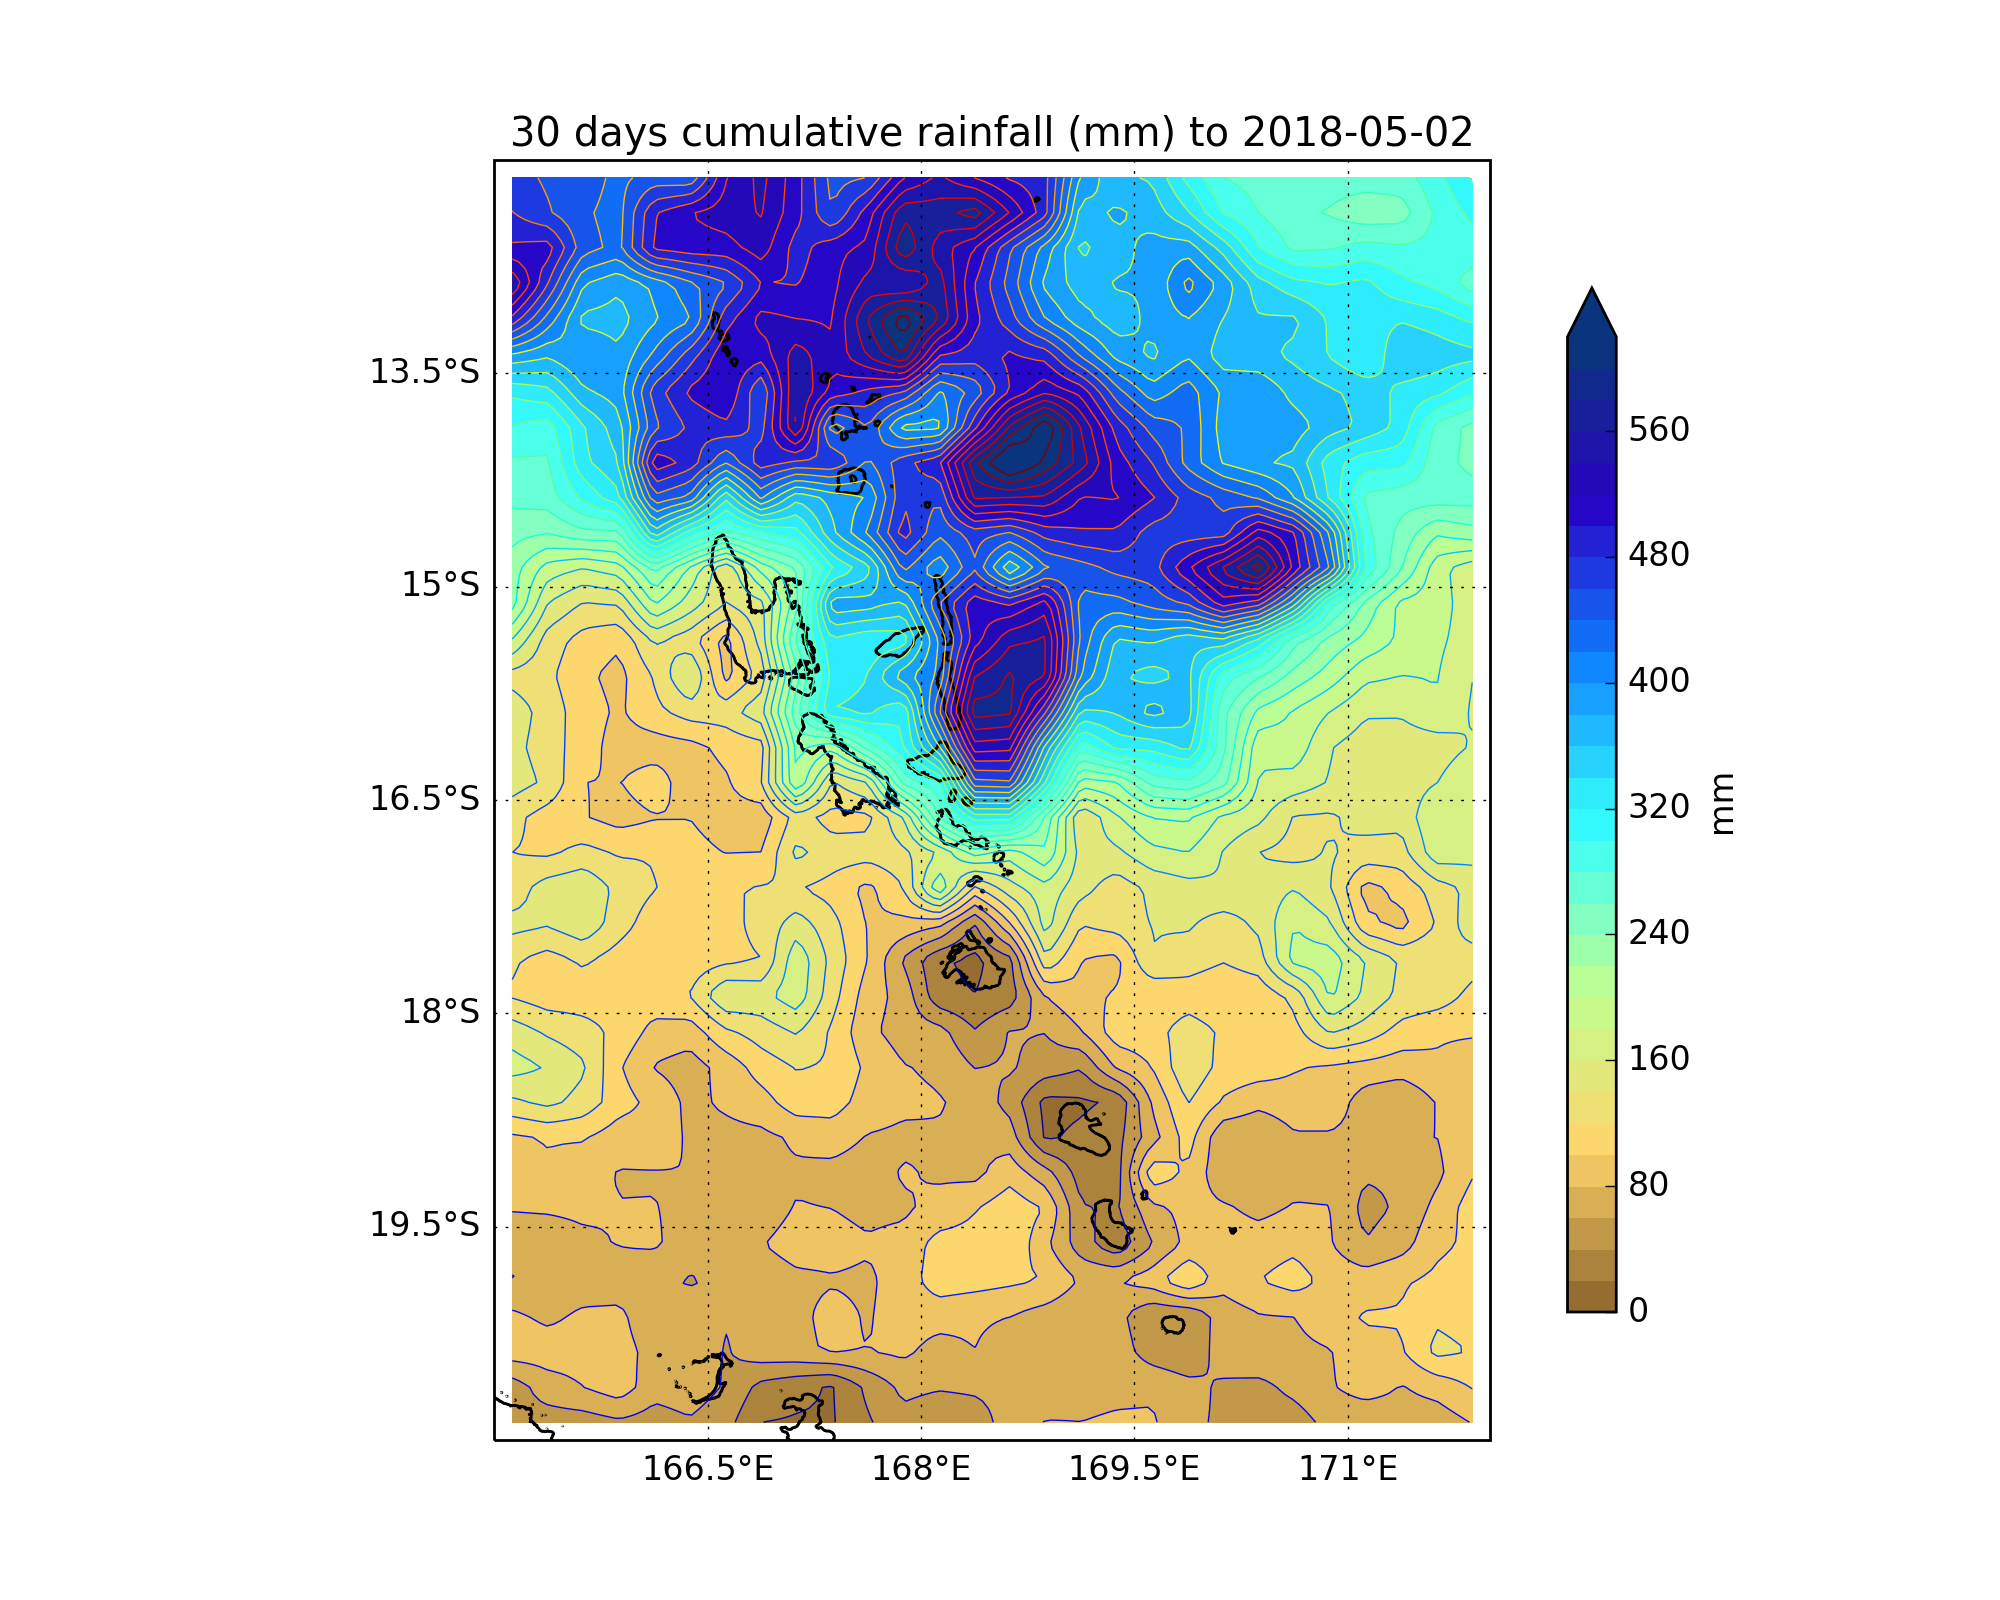 30 days cumulative rainfall (mm) to 2018-05-02
13.5°S
15°S
16.5°S
18°S
19.5°S
166.5°E
168°E
169.5°E
171°E
560
480
400
320
240
160
80
0
mm